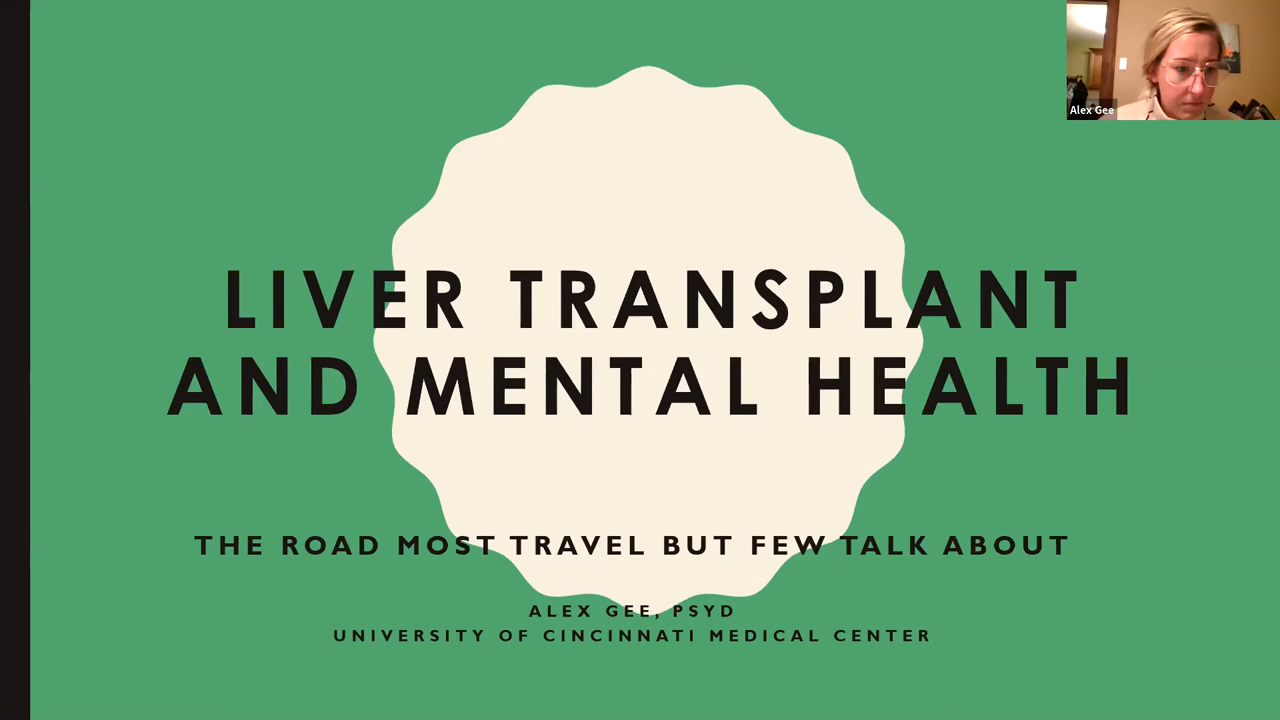 Alex Gee
LIVER TRANSPLANT
AND MENTAL HEALTH
THE ROAD MOST TRAVEL BUT FEW TALK ABOUT
ALEX GEE, PSYD
UNIVERSITY OF CINCINNATI MEDICAL CENTER